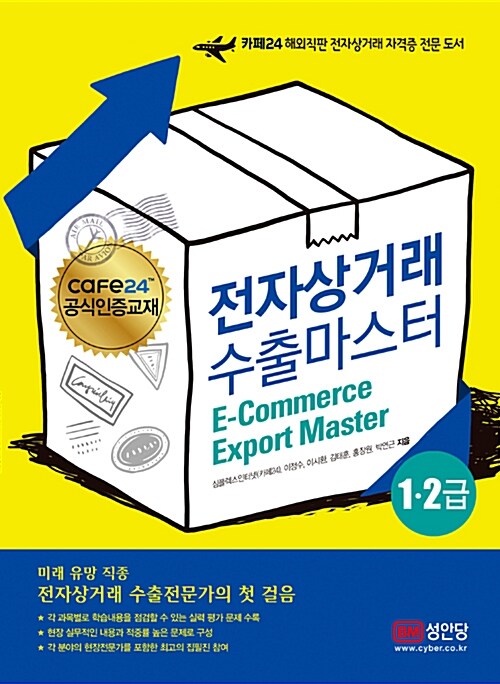 카페24 해외직판 전자상거래 자격증 전문 도서
AIR MAIL
PAR AVION
cafe24™
공식인증교재
전자상거래
수출마스터
E-Commerce
Export Master
심플렉스인터넷(카페24), 이정수, 이시환, 김태훈, 홍장원, 박연근 지음
1·2급
미래 유망 직종
전자상거래 수출전문가의 첫 걸음
★ 각 과목별로 학습내용을 점검할 수 있는 실력 평가 문제 수록
★ 현장 실무적인 내용과 적중률 높은 문제로 구성
★ 각 분야의 현장전문가를 포함한 최고의 집필진 참여
BM 성안당
www.cyber.co.kr